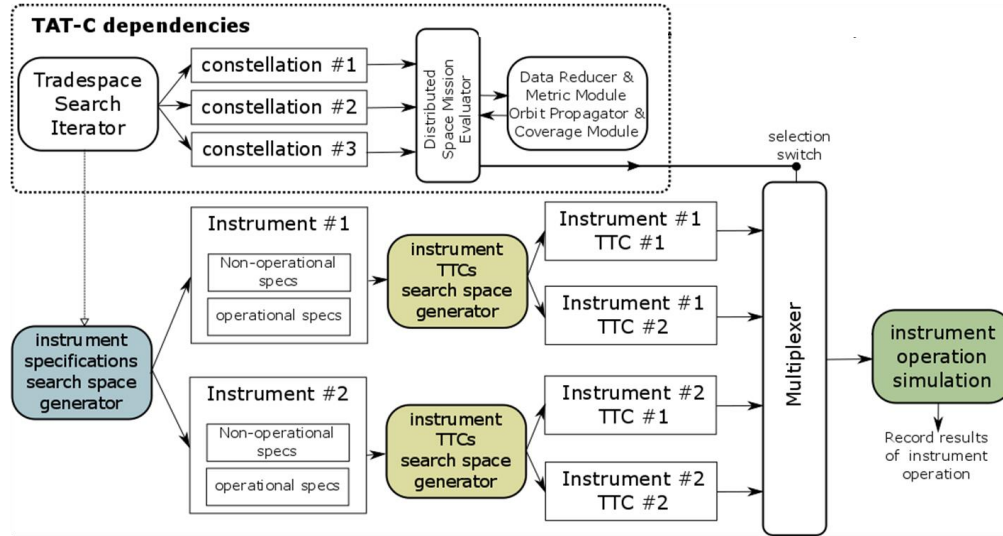 TAT-C dependencies
Tradespace
Search
Iterator
constellation #1
constellation #2
constellation #3
Distributed
Space Mission
Evaluator
Data Reducer &
Metric Module
Orbit Propagator &
Coverage Module
selection
switch
Instrument #1
Non-operational
specs
operational specs
instrument
TTCs
search space
generator
Instrument #1
TTC #1
Instrument #1
TTC #2
instrument
specifications
search space
generator
Instrument #2
Non-operational
specs
operational specs
instrument
TTCs
search space
generator
Instrument #2
TTC #1
Instrument #2
TTC #2
Multiplexer
instrument
operation
simulation
Record results
of instrument
operation